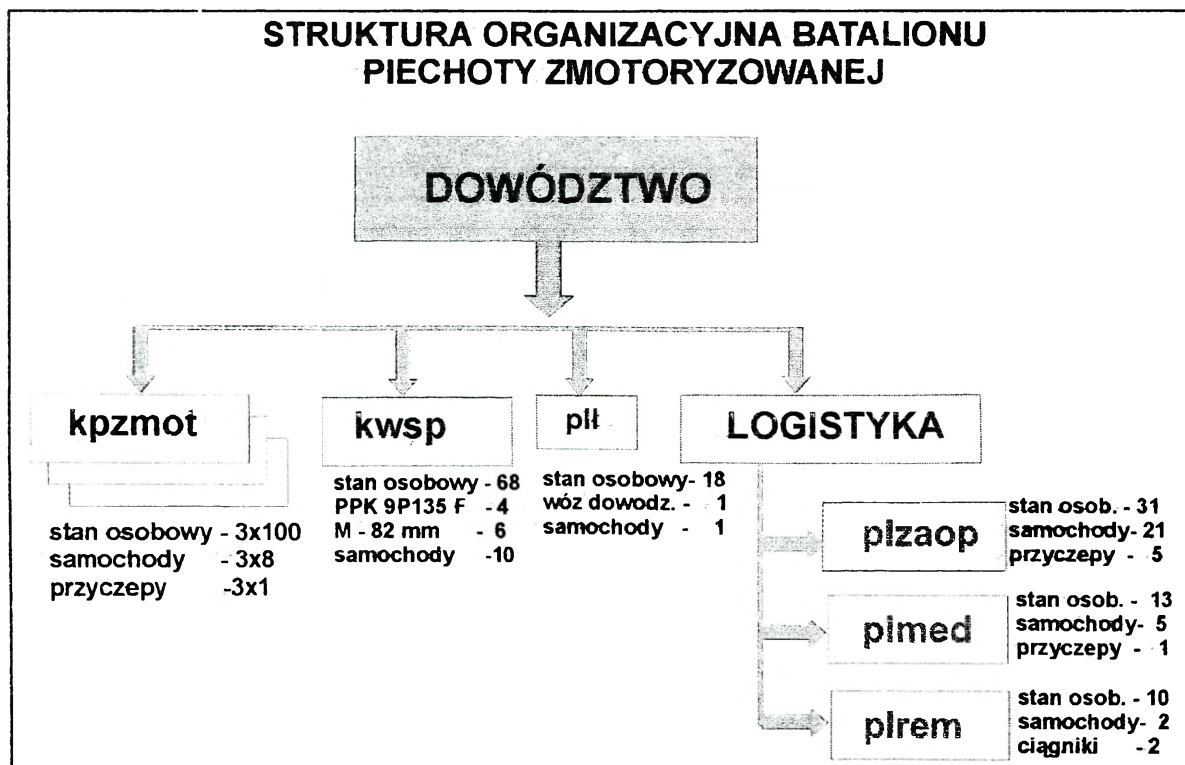 STRUKTURA ORGANIZACYJNA BATALIONU
PIECHOTY ZMOTORYZOWANEJ
DOWÓDZTWO
kpzmot
stan osobowy - 3x100
samochody - 3x8
przyczepy -3x1
kwsp
stan osobowy - 68
PPK 9P135 F - 4
M - 82 mm - 6
samochody -10
plł
stan osobowy- 18
wóz dowodz. - 1
samochody - 1
LOGISTYKA
plzaop
stan osob. - 31
samochody- 21
przyczepy - 5
plmed
stan osob. - 13
samochody- 5
przyczepy - 1
plrem
stan osob. - 10
samochody- 2
ciągniki - 2